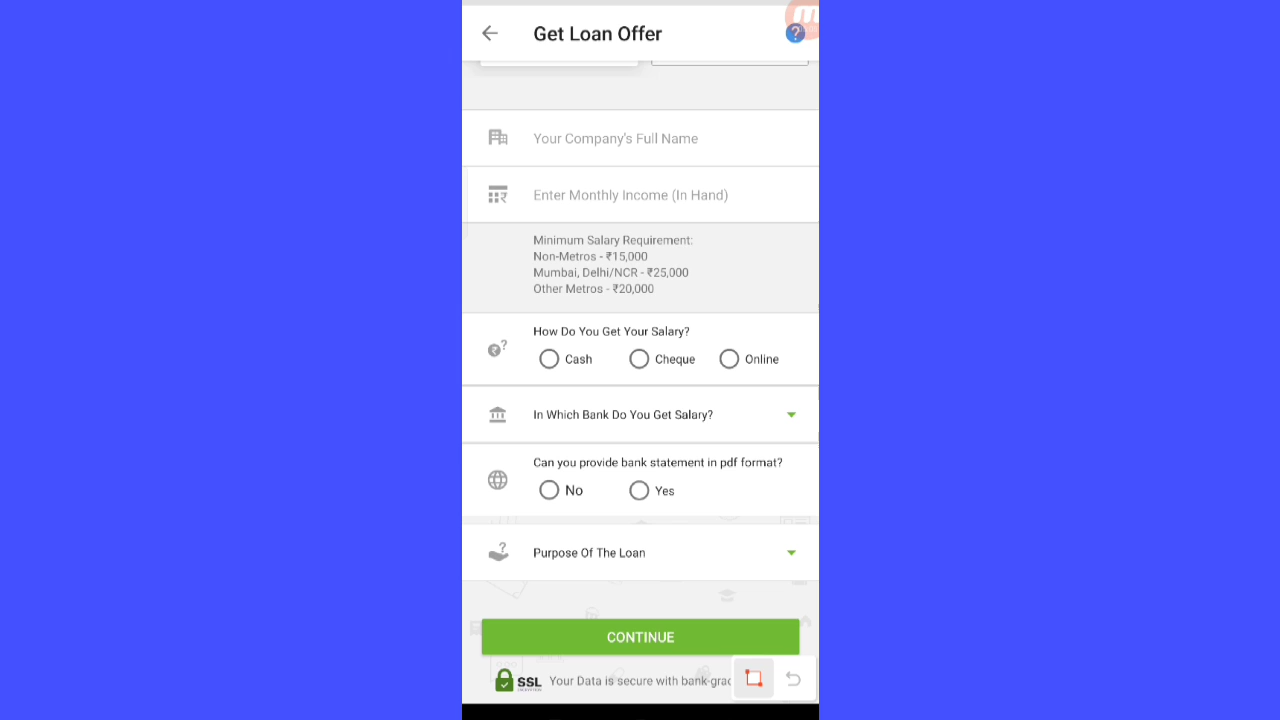 Get Loan Offer
?
Your Company's Full Name
Enter Monthly Income (In Hand)
Minimum Salary Requirement:
Non-Metros - ₹15,000
Mumbai, Delhi/NCR - ₹25,000
Other Metros - ₹20,000
How Do You Get Your Salary?
Cash Cheque Online
In Which Bank Do You Get Salary?
Can you provide bank statement in pdf format?
No Yes
Purpose Of The Loan
CONTINUE
SSL Your Data is secure with bank-grad